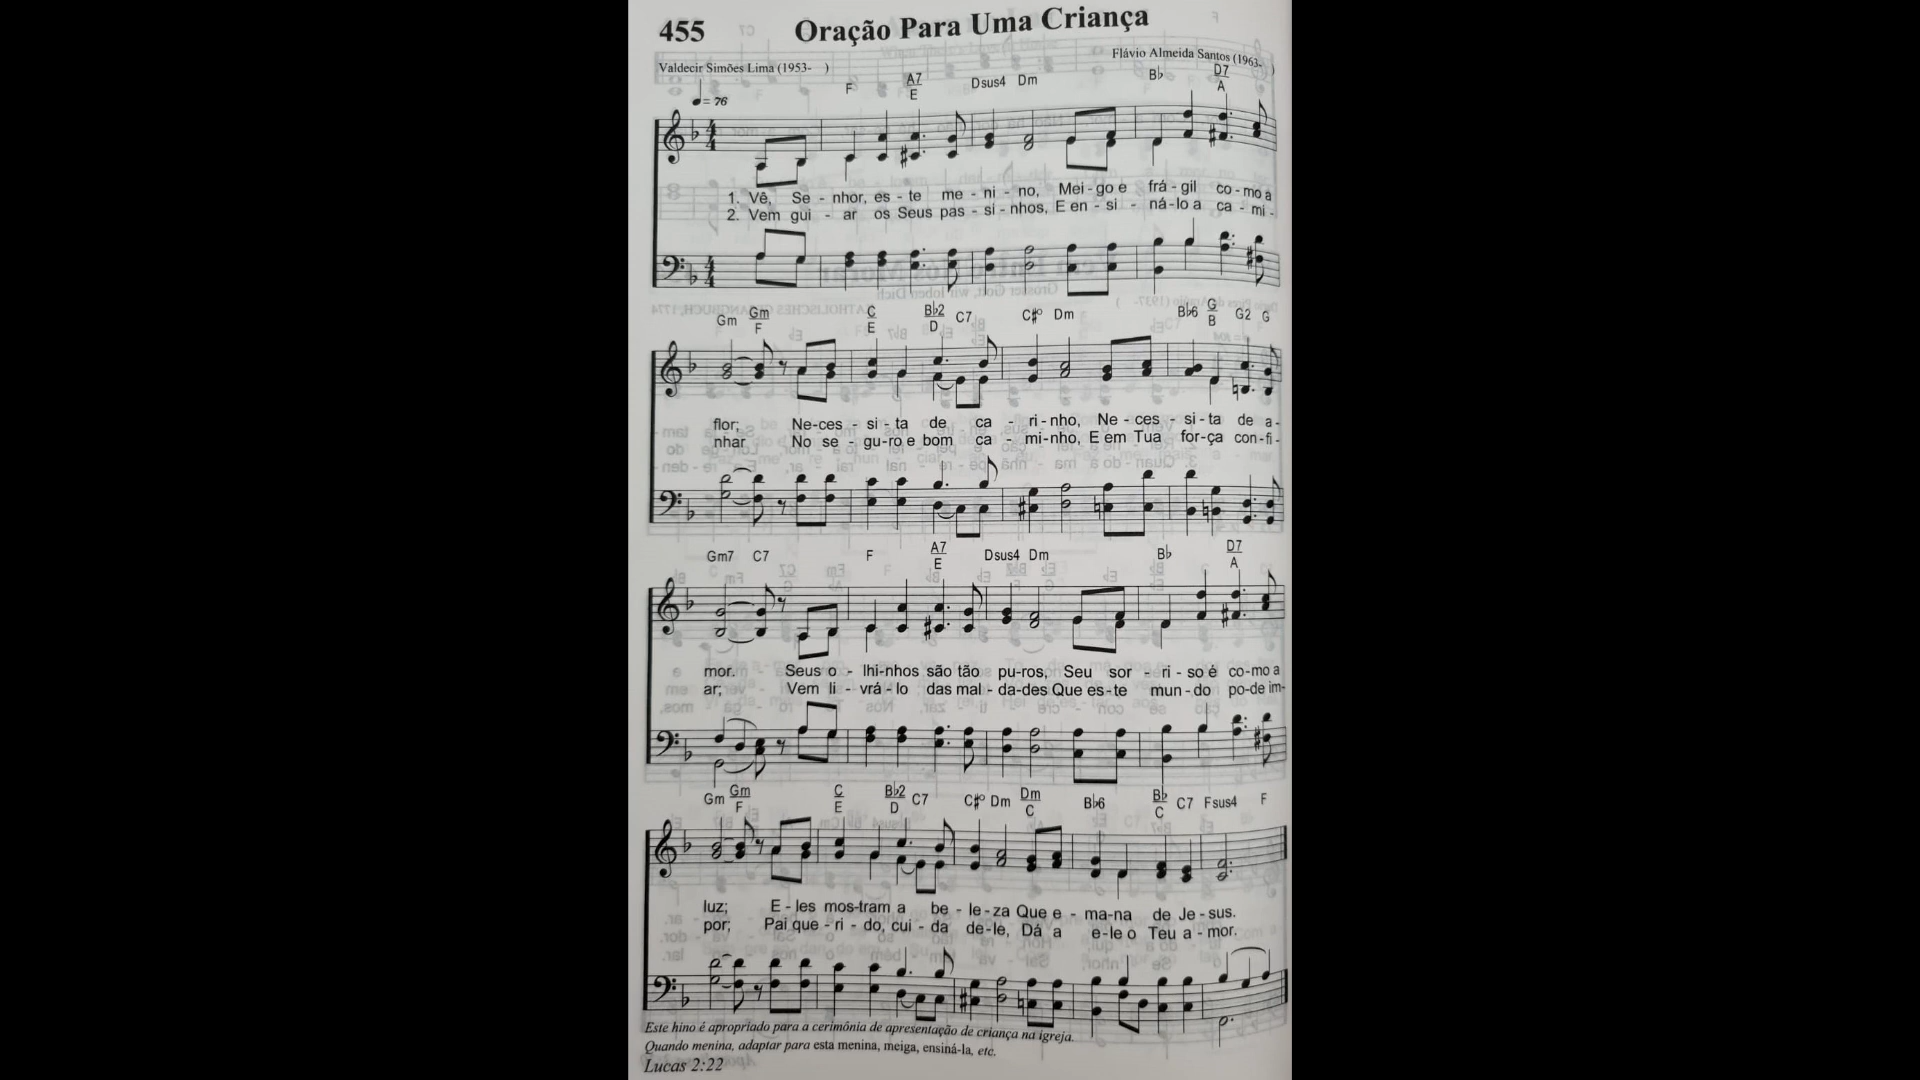 455 Oração Para Uma Criança
Valdecir Simões Lima (1953- ) Flávio Almeida Santos (1963- )
♩= 76
F A7/E Dsus4 Dm B♭ D7/A
1. Vê, Se - nhor, es - te me - ni - no, Mei - go e frá - gil co - mo a
2. Vem gui - ar os Seus pas - si - nhos, E en - si - ná-lo a ca - mi -
Gm Gm/F C/E B♭2/D C7 C#º Dm B♭6 G/B G2 G
flor; Ne-ces - si - ta de ca - ri - nho, Ne - ces - si - ta de a -
nhar No se - gu-ro e bom ca - mi-nho, E em Tua for-ça con-fi -
Gm7 C7 F A7/E Dsus4 Dm B♭ D7/A
mor. Seus o - lhi-nhos são tão pu-ros, Seu sor - ri - so é co-mo a
ar; Vem li - vrá-lo das mal - da-des Que es-te mun-do po-de im-
Gm Gm/F C/E B♭2/D C7 C#º Dm Dm/C B♭6 B♭/C C7 Fsus4 F
luz; E - les mos-tram a be - le-za Que e - ma-na de Je - sus.
por; Pai que - ri - do, cui - da de-le, Dá a e-le o Teu a - mor.
Este hino é apropriado para a cerimônia de apresentação de criança na igreja.
Quando menina, adaptar para esta menina, meiga, ensiná-la, etc.
Lucas 2:22